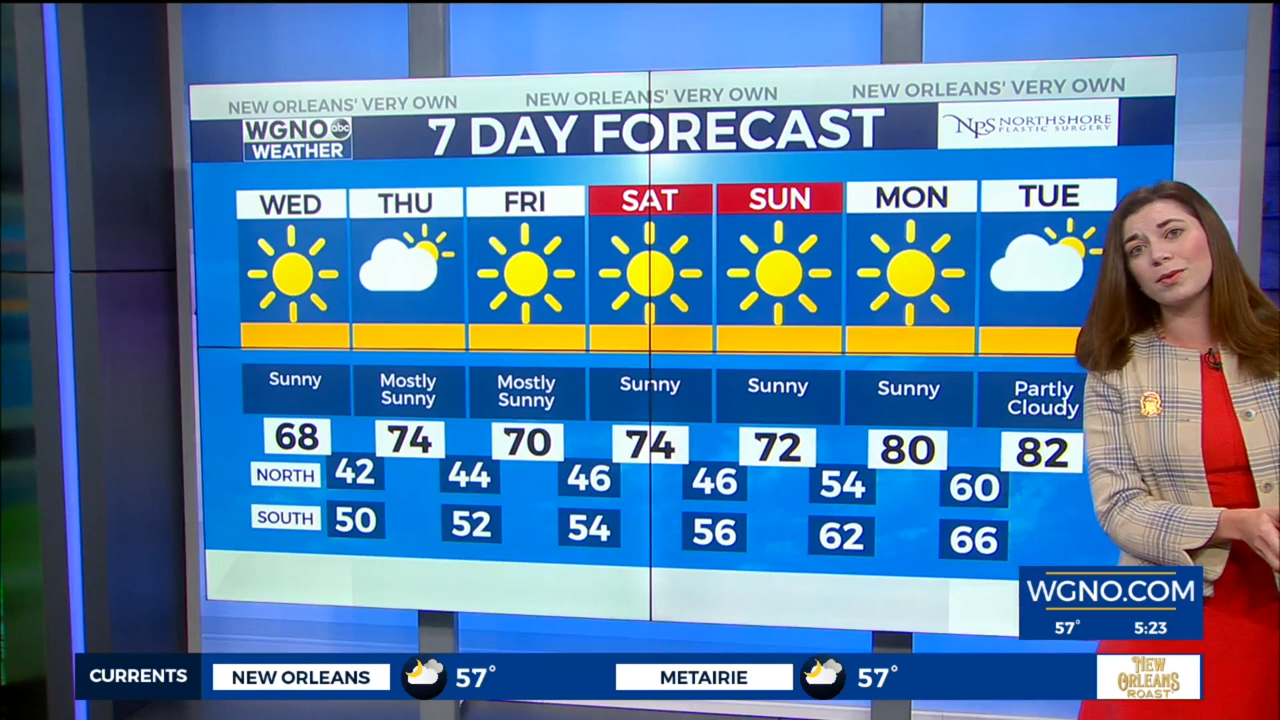 NEW ORLEANS' VERY OWN NEW ORLEANS' VERY OWN NEW ORLEANS' VERY OWN
WGNO abc
WEATHER
7 DAY FORECAST
NPS NORTHSHORE
PLASTIC SURGERY
WED THU FRI SAT SUN MON TUE
Sunny Mostly Sunny Mostly Sunny Sunny Sunny Sunny Partly Cloudy
68 74 70 74 72 80 82
NORTH 42 44 46 46 54 60
SOUTH 50 52 54 56 62 66
WGNO.COM
57° 5:23
CURRENTS NEW ORLEANS 57° METAIRIE 57°
NEW
ORLEANS
ROAST